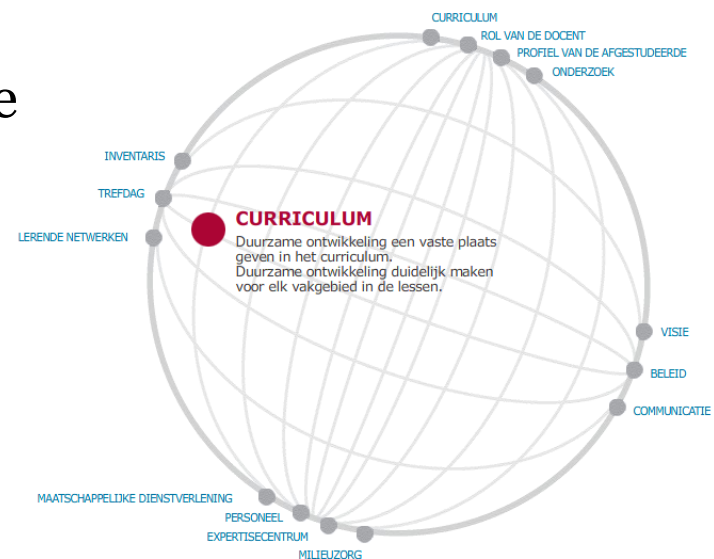 CURRICULUM
ROL VAN DE DOCENT
PROFIEL VAN DE AFGESTUDEERDE
ONDERZOEK
e
INVENTARIS
TREFDAG
LERENDE NETWERKEN
CURRICULUM
Duurzame ontwikkeling een vaste plaats
geven in het curriculum.
Duurzame ontwikkeling duidelijk maken
voor elk vakgebied in de lessen.
VISIE
BELEID
COMMUNICATIE
MAATSCHAPPELIJKE DIENSTVERLENING
PERSONEEL
EXPERTISECENTRUM
MILIEUZORG